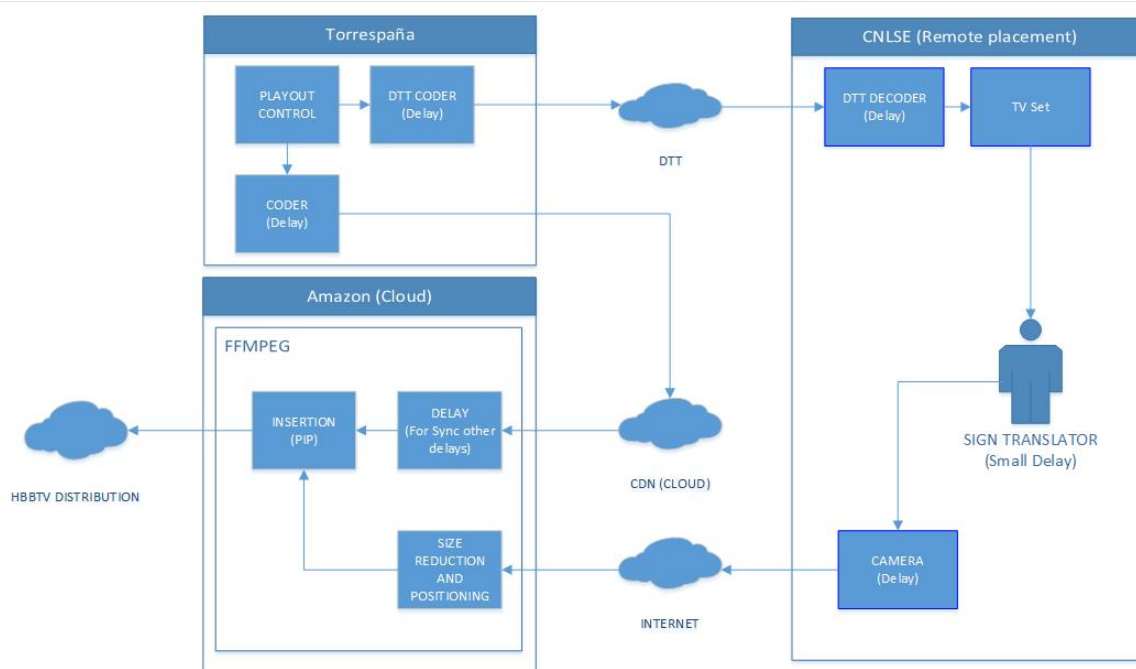 Torrespaña
PLAYOUT
CONTROL
DTT CODER
(Delay)
CODER
(Delay)
DTT
CNLSE (Remote placement)
DTT DECODER
(Delay)
TV Set
SIGN TRANSLATOR
(Small Delay)
CAMERA
(Delay)
Amazon (Cloud)
FFMPEG
INSERTION
(PIP)
DELAY
(For Sync other
delays)
SIZE
REDUCTION
AND
POSITIONING
CDN (CLOUD)
INTERNET
HBBTV DISTRIBUTION